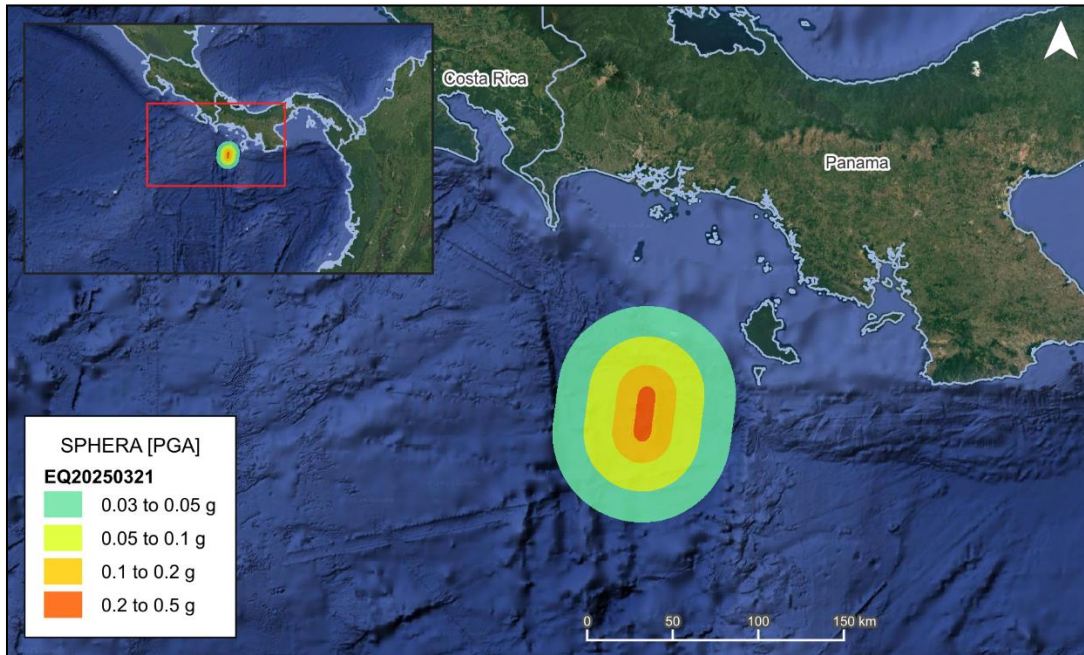 Costa Rica
Panama
SPHERA [PGA]
EQ20250321
0.03 to 0.05 g
0.05 to 0.1 g
0.1 to 0.2 g
0.2 to 0.5 g
0 50 100 150 km